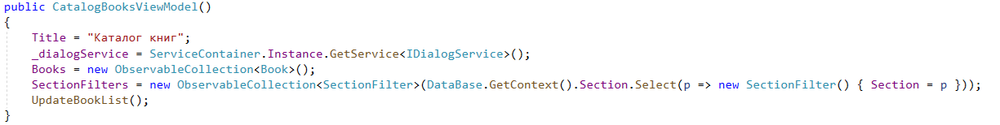 public CatalogBooksViewModel()
{
Title = "Каталог книг";
_dialogService = ServiceContainer.Instance.GetService<IDialogService>();
Books = new ObservableCollection<Book>();
SectionFilters = new ObservableCollection<SectionFilter>(DataBase.GetContext().Section.Select(p => new SectionFilter() { Section = p }));
UpdateBookList();
}